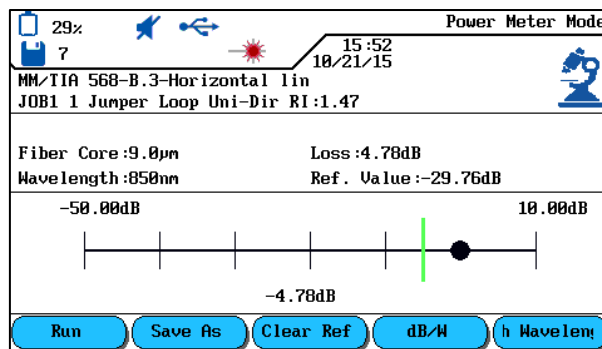 29%
Power Meter Mode
7
15:52
10/21/15
MM/TIA 568-B.3-Horizontal lin
JOB1 1 Jumper Loop Uni-Dir RI:1.47
Fiber Core:9.0µm
Loss:4.78dB
Wavelength:850nm
Ref. Value:-29.76dB
-50.00dB
10.00dB
-4.78dB
Run
Save As
Clear Ref
dB/W
h Waveleng